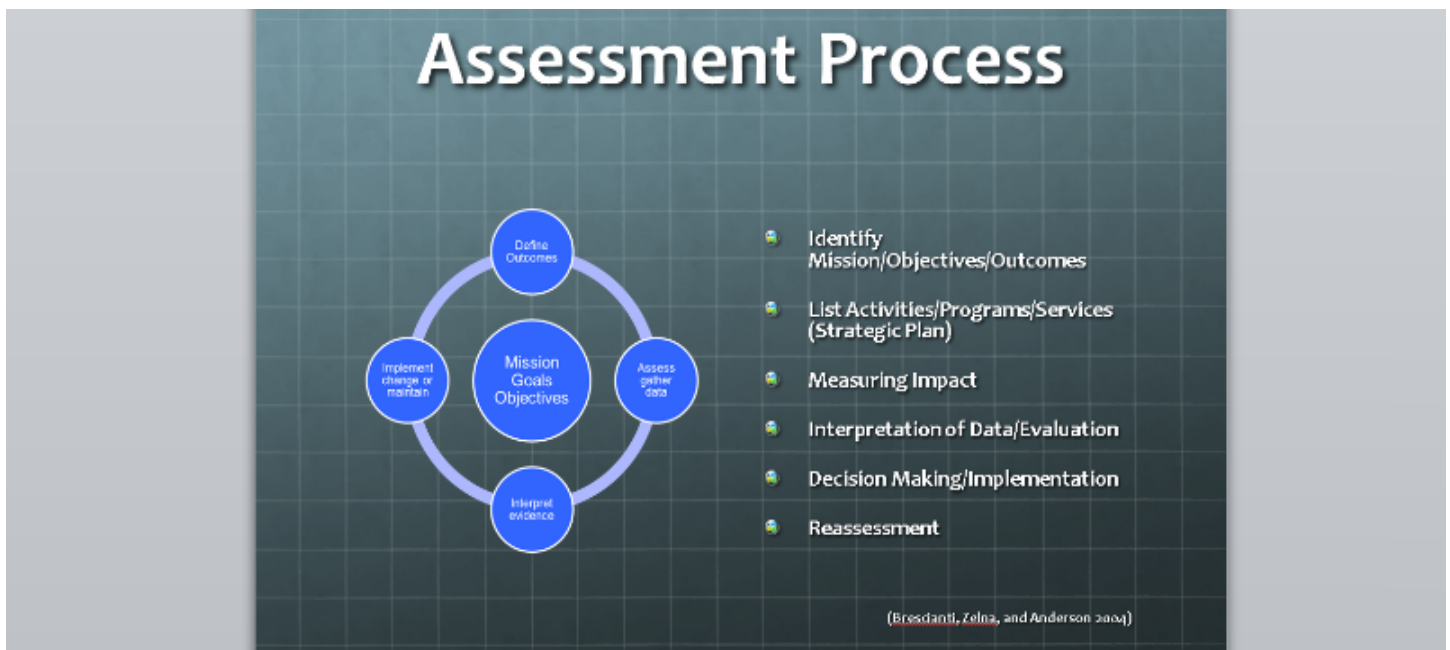 Assessment Process
Define
Outcomes
Implement
change or
maintain
Mission
Goals
Objectives
Assess
gather
data
Interpret
evidence
Identify
Mission/Objectives/Outcomes
List Activities/Programs/Services
(Strategic Plan)
Measuring Impact
Interpretation of Data/Evaluation
Decision Making/Implementation
Reassessment
(Brescianti, Zelna, and Anderson 2004)